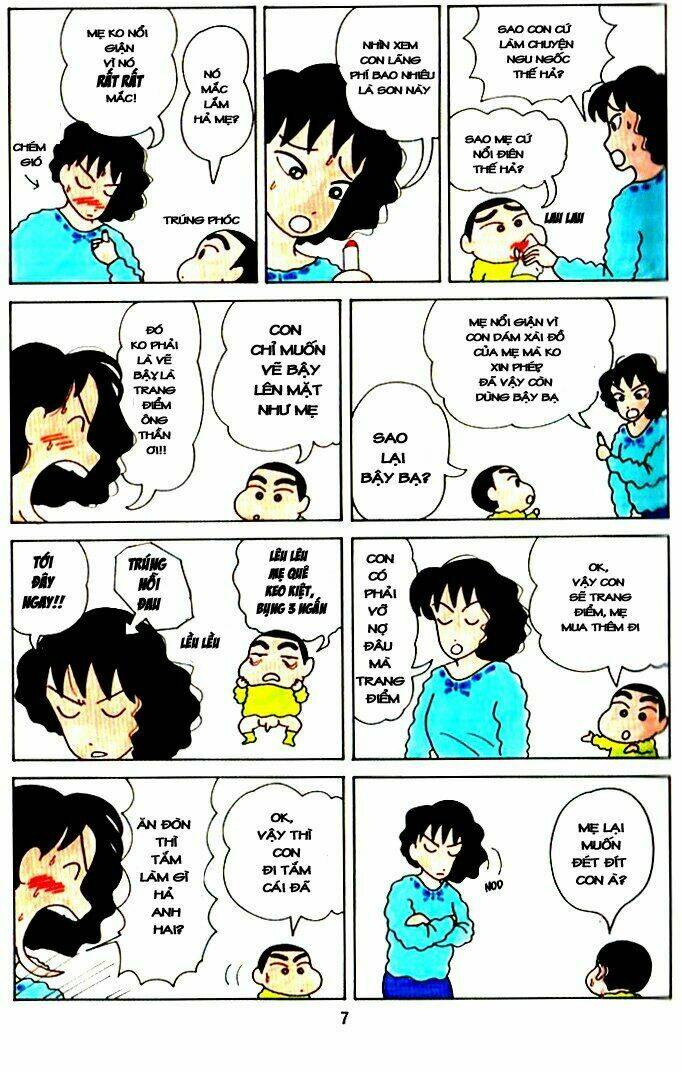 SAO CON CỨ
LÀM CHUYỆN
NGU NGỐC
THẾ HẢ?
SAO MẸ CỨ
NỔI ĐIÊN
THẾ HẢ?
LAU LAU
NHÌN XEM
CON LÃNG
PHÍ BAO NHIÊU
LÀ SON NÀY
NÓ
MẮC
LẮM
HẢ MẸ?
MẸ KO NỔI
GIẬN
VÌ NÓ
RẤT RẤT
MẮC!
CHÉM
GIÓ
TRÚNG PHÓC
MẸ NỔI GIẬN VÌ
CON DÁM XÀI ĐỒ
CỦA MẸ MÀ KO
XIN PHÉP.
ĐÃ VẬY CÒN
DÙNG BẬY BẠ
SAO
LẠI
BẬY BẠ?
CON
CHỈ MUỐN
VẼ BẬY
LÊN MẶT
NHƯ MẸ
ĐÓ
KO PHẢI
LÀ VẼ
BẬY, LÀ
TRANG
ĐIỂM
ÔNG
THẦN
ƠI!!
OK,
VẬY CON
SẼ TRANG
ĐIỂM, MẸ
MUA THÊM ĐI
CON
CÓ
PHẢI
VỠ
NỢ
ĐÂU
MÀ
TRANG
ĐIỂM
LÊU LÊU
MẸ QUÊ
KEO KIỆT,
BỤNG 3 NGẤN
LỀU LỀU
TRÚNG
NỖI
ĐAU
TỚI
ĐÂY
NGAY!!
MẸ LẠI
MUỐN
ĐÉT ĐÍT
CON À?
NOD
OK,
VẬY THÌ
CON
ĐI TẮM
CÁI ĐÃ
ĂN ĐÒN
THÌ
TẮM
LÀM GÌ
HẢ
ANH
HAI?
7